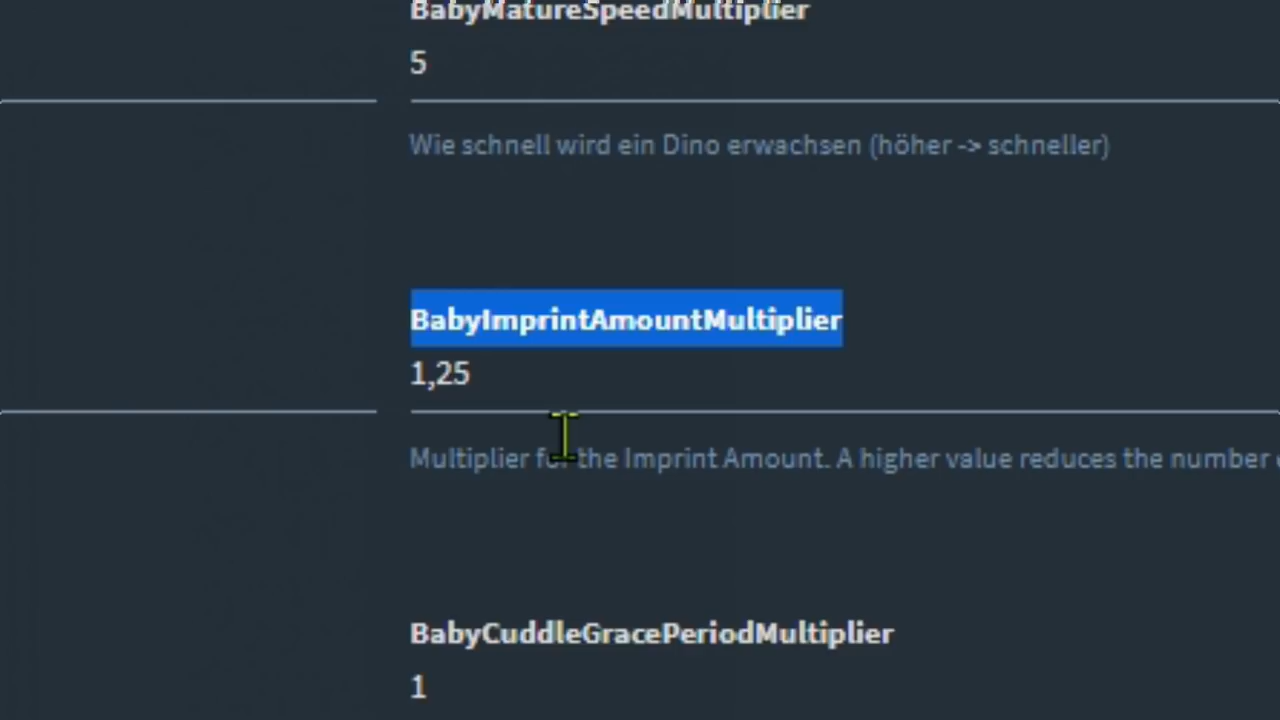 BabyMatureSpeedMultiplier
5
Wie schnell wird ein Dino erwachsen (höher -> schneller)
BabyImprintAmountMultiplier
1,25
Multiplier for the Imprint Amount. A higher value reduces the number
BabyCuddleGracePeriodMultiplier
1